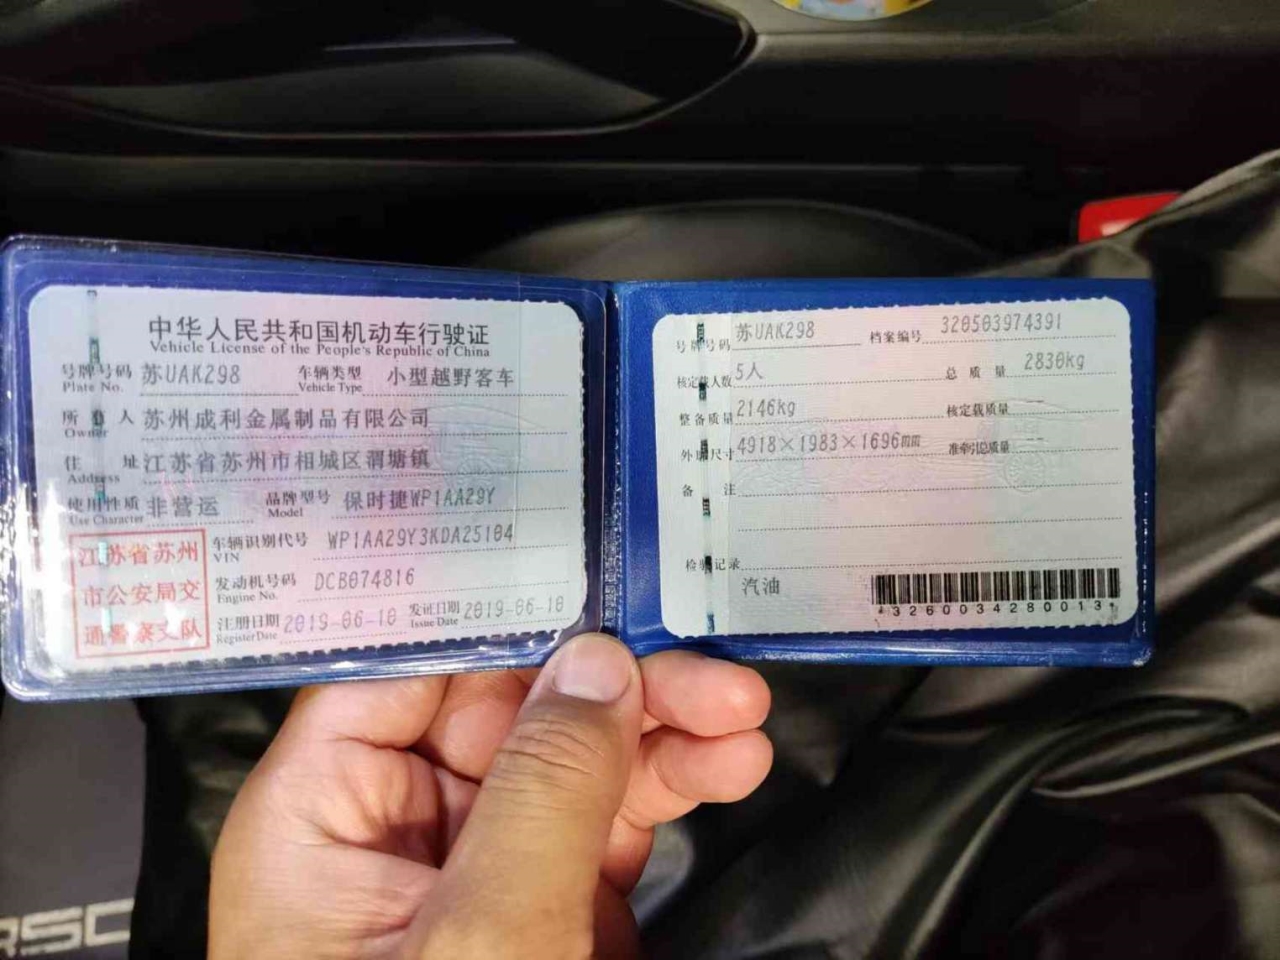 中华人民共和国机动车行驶证
Vehicle License of the People's Republic of China
号牌号码 苏UAK298 车辆类型 小型越野客车
Plate No. Vehicle Type
所有人 苏州成利金属制品有限公司
Owner
住址 江苏省苏州市相城区渭塘镇
Address
使用性质 非营运 品牌型号 保时捷WP1AA29Y
Use Character Model
江苏省苏州
市公安局交
通警察支队
车辆识别代号 WP1AA29Y3KDA25104
VIN
发动机号码 DCB074816
Engine No.
注册日期 2019-06-10 发证日期 2019-06-10
Register Date Issue Date
号牌号码 苏UAK298 档案编号 320503974391
核定载人数 5人 总质量 2830kg
整备质量 2146kg 核定载质量 --
外廓尺寸 4918×1983×1696mm 准牵引总质量 --
备注
检验记录
汽油
*3260034280013*
RSC